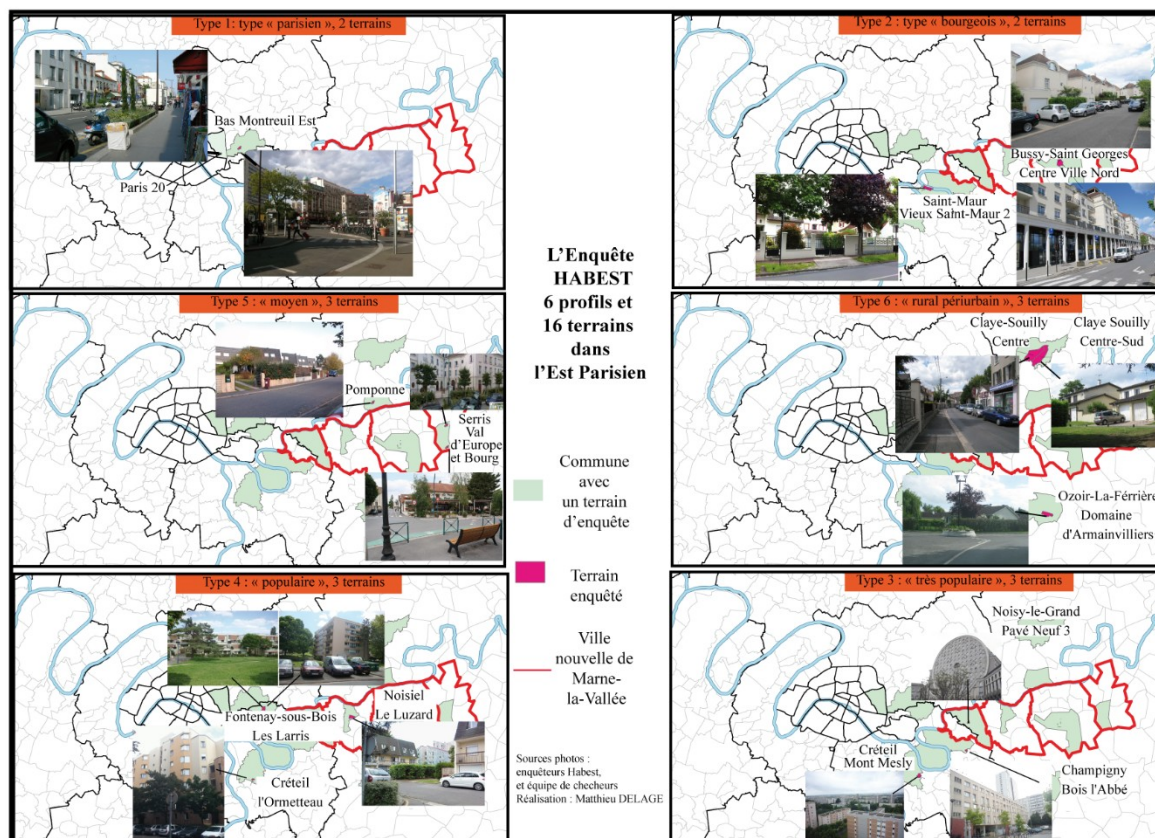 Type 1: type « parisien », 2 terrains
Bas Montreuil Est
Paris 20
Type 2 : type « bourgeois », 2 terrains
Bussy-Saint Georges
Centre Ville Nord
Saint-Maur
Vieux Saint-Maur 2
L'Enquête
HABEST
6 profils et
16 terrains
dans
l'Est Parisien
Type 5 : « moyen », 3 terrains
Pomponne
Serris
Val
d'Europe
et Bourg
Type 6: « rural périurbain », 3 terrains
Claye-Souilly
Centre
Claye Souilly
Centre-Sud
Ozoir-La-Férrière
Domaine
d'Armainvilliers
Commune
avec
un terrain
d'enquête
Terrain
enquêté
Ville
nouvelle de
Marne-
la-Vallée
Type 4 : « populaire », 3 terrains
Noisiel
Le Luzard
Fontenay-sous-Bois
Les Larris
Créteil
l'Ormetteau
Type 3: « très populaire », 3 terrains
Noisy-le-Grand
Pavé Neuf 3
Créteil
Mont Mesly
Champigny
Bois l'Abbé
Sources photos :
enquêteurs Habest,
et équipe de checheurs
Réalisation : Matthieu DELAGE